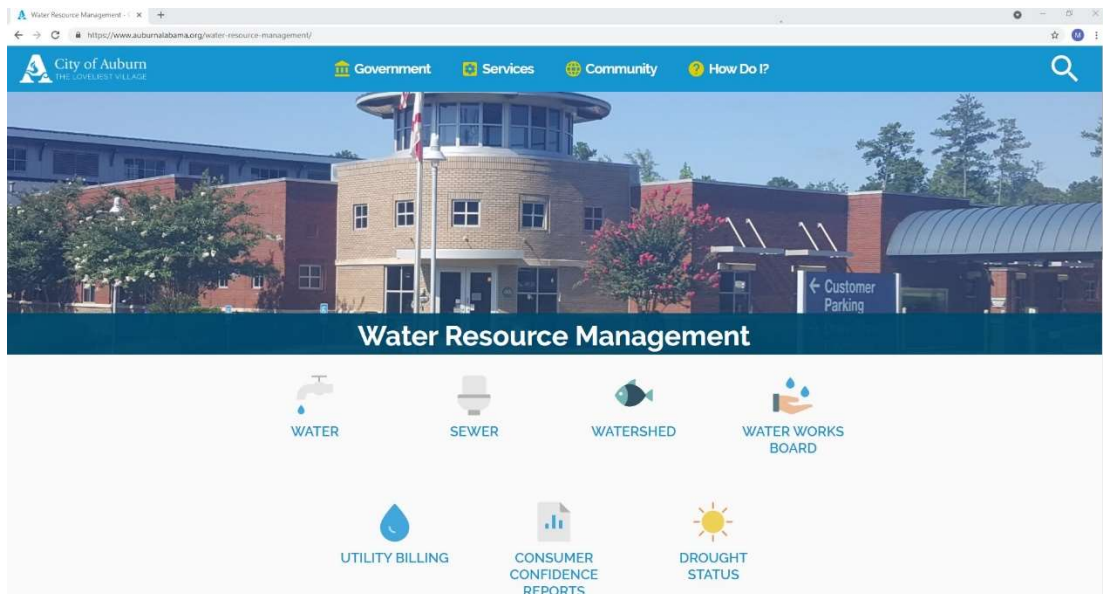 Water Resource Management -
https://www.auburnalabama.org/water-resource-management/
M
City of Auburn
THE LOVELIEST VILLAGE
Government
Services
Community
? How Do I?
← Customer
Parking
Water Resource Management
WATER
SEWER
WATERSHED
WATER WORKS
BOARD
UTILITY BILLING
CONSUMER
CONFIDENCE
REPORTS
DROUGHT
STATUS